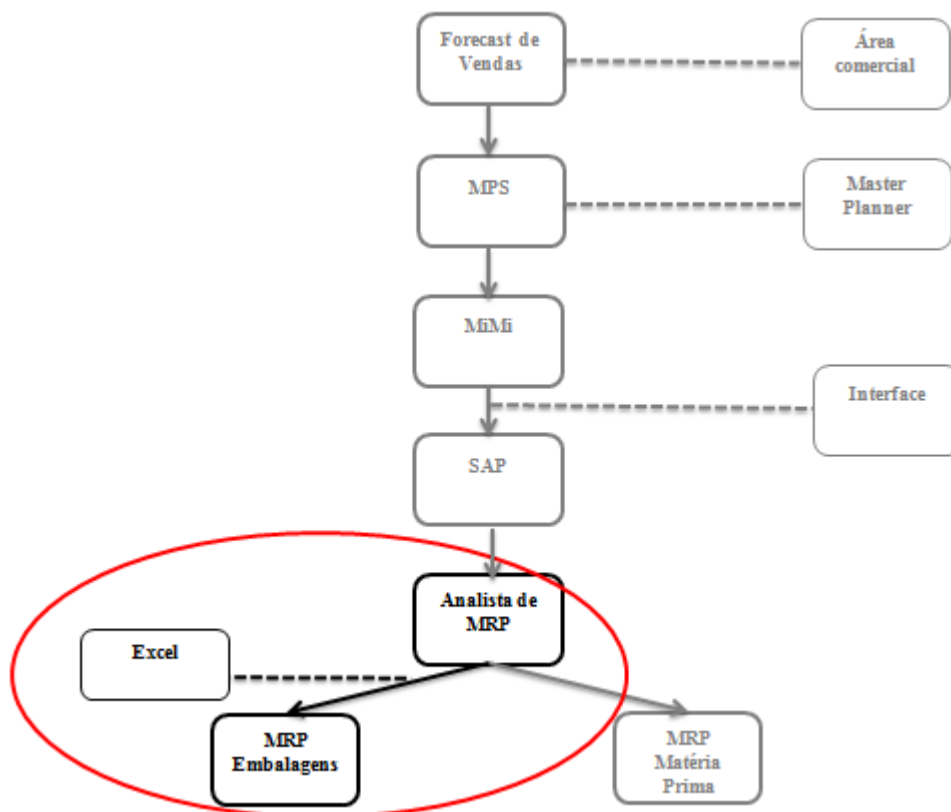 Forecast de
Vendas
Área
comercial
MPS
Master
Planner
MiMi
Interface
SAP
Analista de
MRP
Excel
MRP
Embalagens
MRP
Matéria
Prima